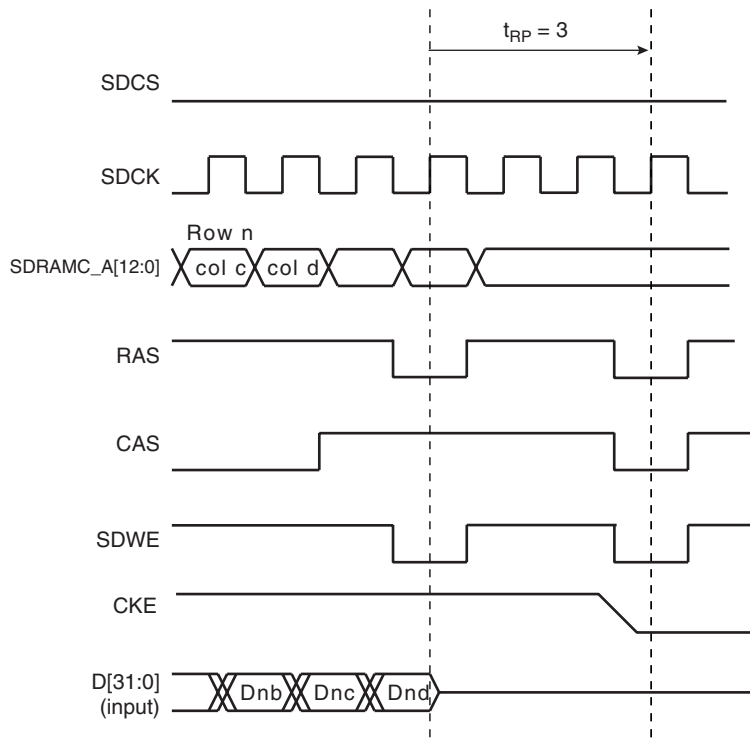 t_RP = 3
SDCS
SDCK
Row n
SDRAMC_A[12:0]
col c
col d
RAS
CAS
SDWE
CKE
D[31:0]
(input)
Dnb
Dnc
Dnd